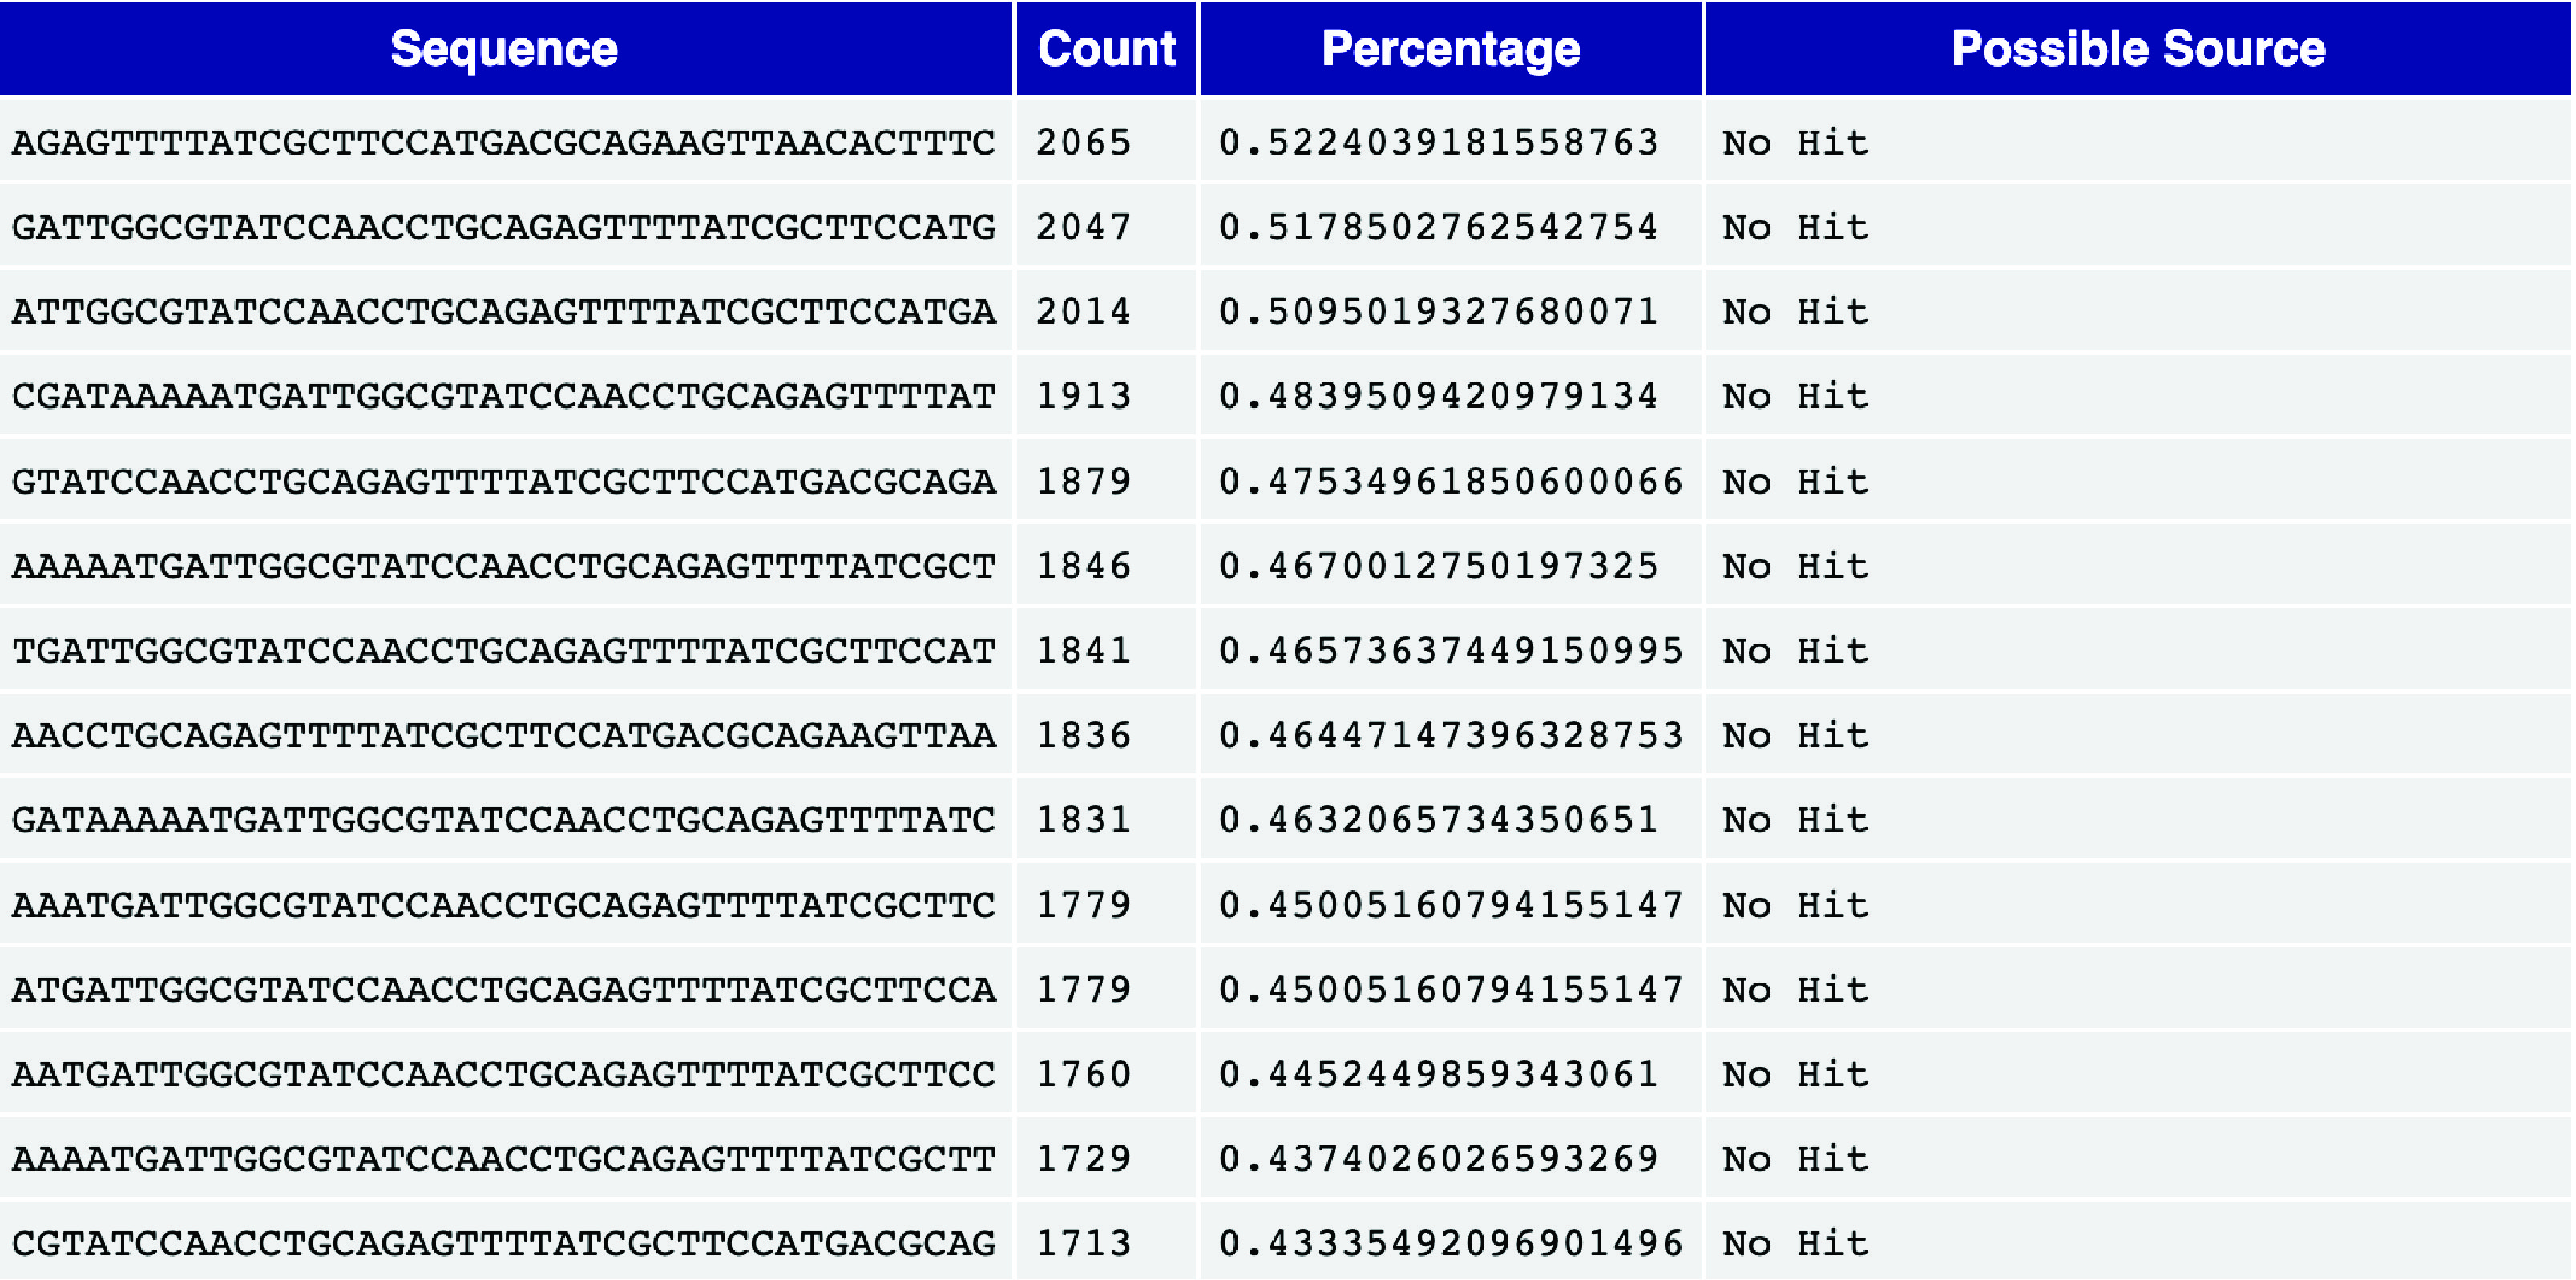 Sequence Count Percentage Possible Source
AGAGTTTTATCGCTTCCATGACGCAGAAGTTAACACTTTC 2065 0.5224039181558763 No Hit
GATTGGCGTATCCAACCTGCAGAGTTTTATCGCTTCCATG 2047 0.5178502762542754 No Hit
ATTGGCGTATCCAACCTGCAGAGTTTTATCGCTTCCATGA 2014 0.5095019327680071 No Hit
CGATAAAAATGATTGGCGTATCCAACCTGCAGAGTTTTAT 1913 0.4839509420979134 No Hit
GTATCCAACCTGCAGAGTTTTATCGCTTCCATGACGCAGA 1879 0.47534961850600066 No Hit
AAAAATGATTGGCGTATCCAACCTGCAGAGTTTTATCGCT 1846 0.4670012750197325 No Hit
TGATTGGCGTATCCAACCTGCAGAGTTTTATCGCTTCCAT 1841 0.46573637449150995 No Hit
AACCTGCAGAGTTTTATCGCTTCCATGACGCAGAAGTTAA 1836 0.46447147396328753 No Hit
GATAAAAATGATTGGCGTATCCAACCTGCAGAGTTTTATC 1831 0.4632065734350651 No Hit
AAATGATTGGCGTATCCAACCTGCAGAGTTTTATCGCTTC 1779 0.45005160794155147 No Hit
ATGATTGGCGTATCCAACCTGCAGAGTTTTATCGCTTCCA 1779 0.45005160794155147 No Hit
AATGATTGGCGTATCCAACCTGCAGAGTTTTATCGCTTCC 1760 0.4452449859343061 No Hit
AAAATGATTGGCGTATCCAACCTGCAGAGTTTTATCGCTT 1729 0.4374026026593269 No Hit
CGTATCCAACCTGCAGAGTTTTATCGCTTCCATGACGCAG 1713 0.43335492096901496 No Hit